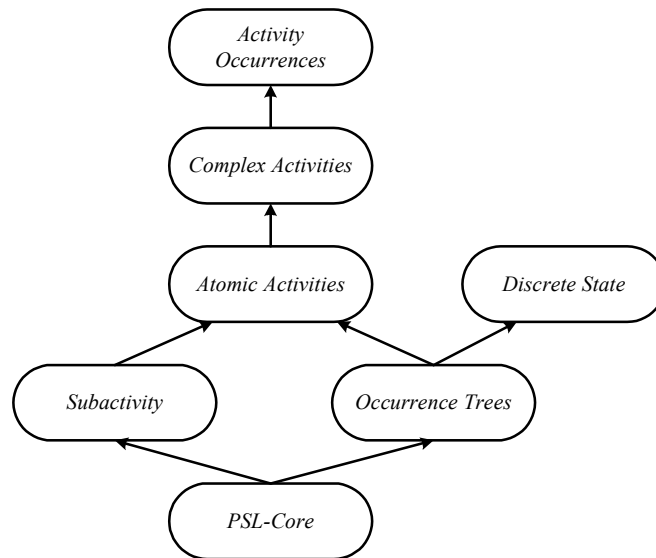 Activity
Occurrences
Complex Activities
Atomic Activities
Discrete State
Subactivity
Occurrence Trees
PSL-Core